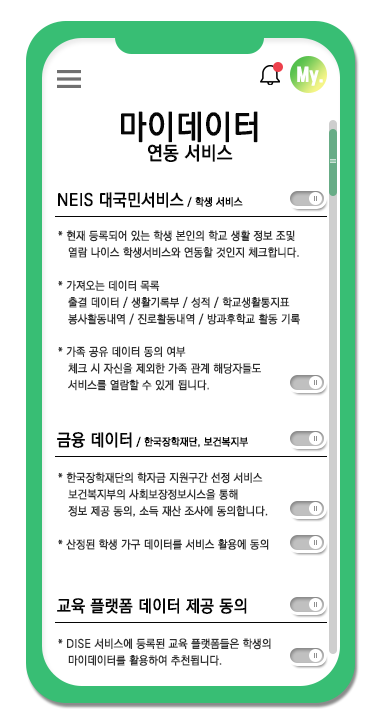 My.
마이데이터
연동 서비스
NEIS 대국민서비스 / 학생 서비스
* 현재 등록되어 있는 학생 본인의 학교 생활 정보 조및
열람 나이스 학생서비스와 연동할 것인지 체크합니다.
* 가져오는 데이터 목록
출결 데이터 / 생활기록부 / 성적 / 학교생활통지표
봉사활동내역 / 진로활동내역 / 방과후학교 활동 기록
* 가족 공유 데이터 동의 여부
체크 시 자신을 제외한 가족 관계 해당자들도
서비스를 열람할 수 있게 됩니다.
금융 데이터 / 한국장학재단, 보건복지부
* 한국장학재단의 학자금 지원구간 선정 서비스
보건복지부의 사회보장정보시스을 통해
정보 제공 동의, 소득 재산 조사에 동의합니다.
* 산정된 학생 가구 데이터를 서비스 활용에 동의
교육 플랫폼 데이터 제공 동의
* DISE 서비스에 등록된 교육 플랫폼들은 학생의
마이데이터를 활용하여 추천됩니다.